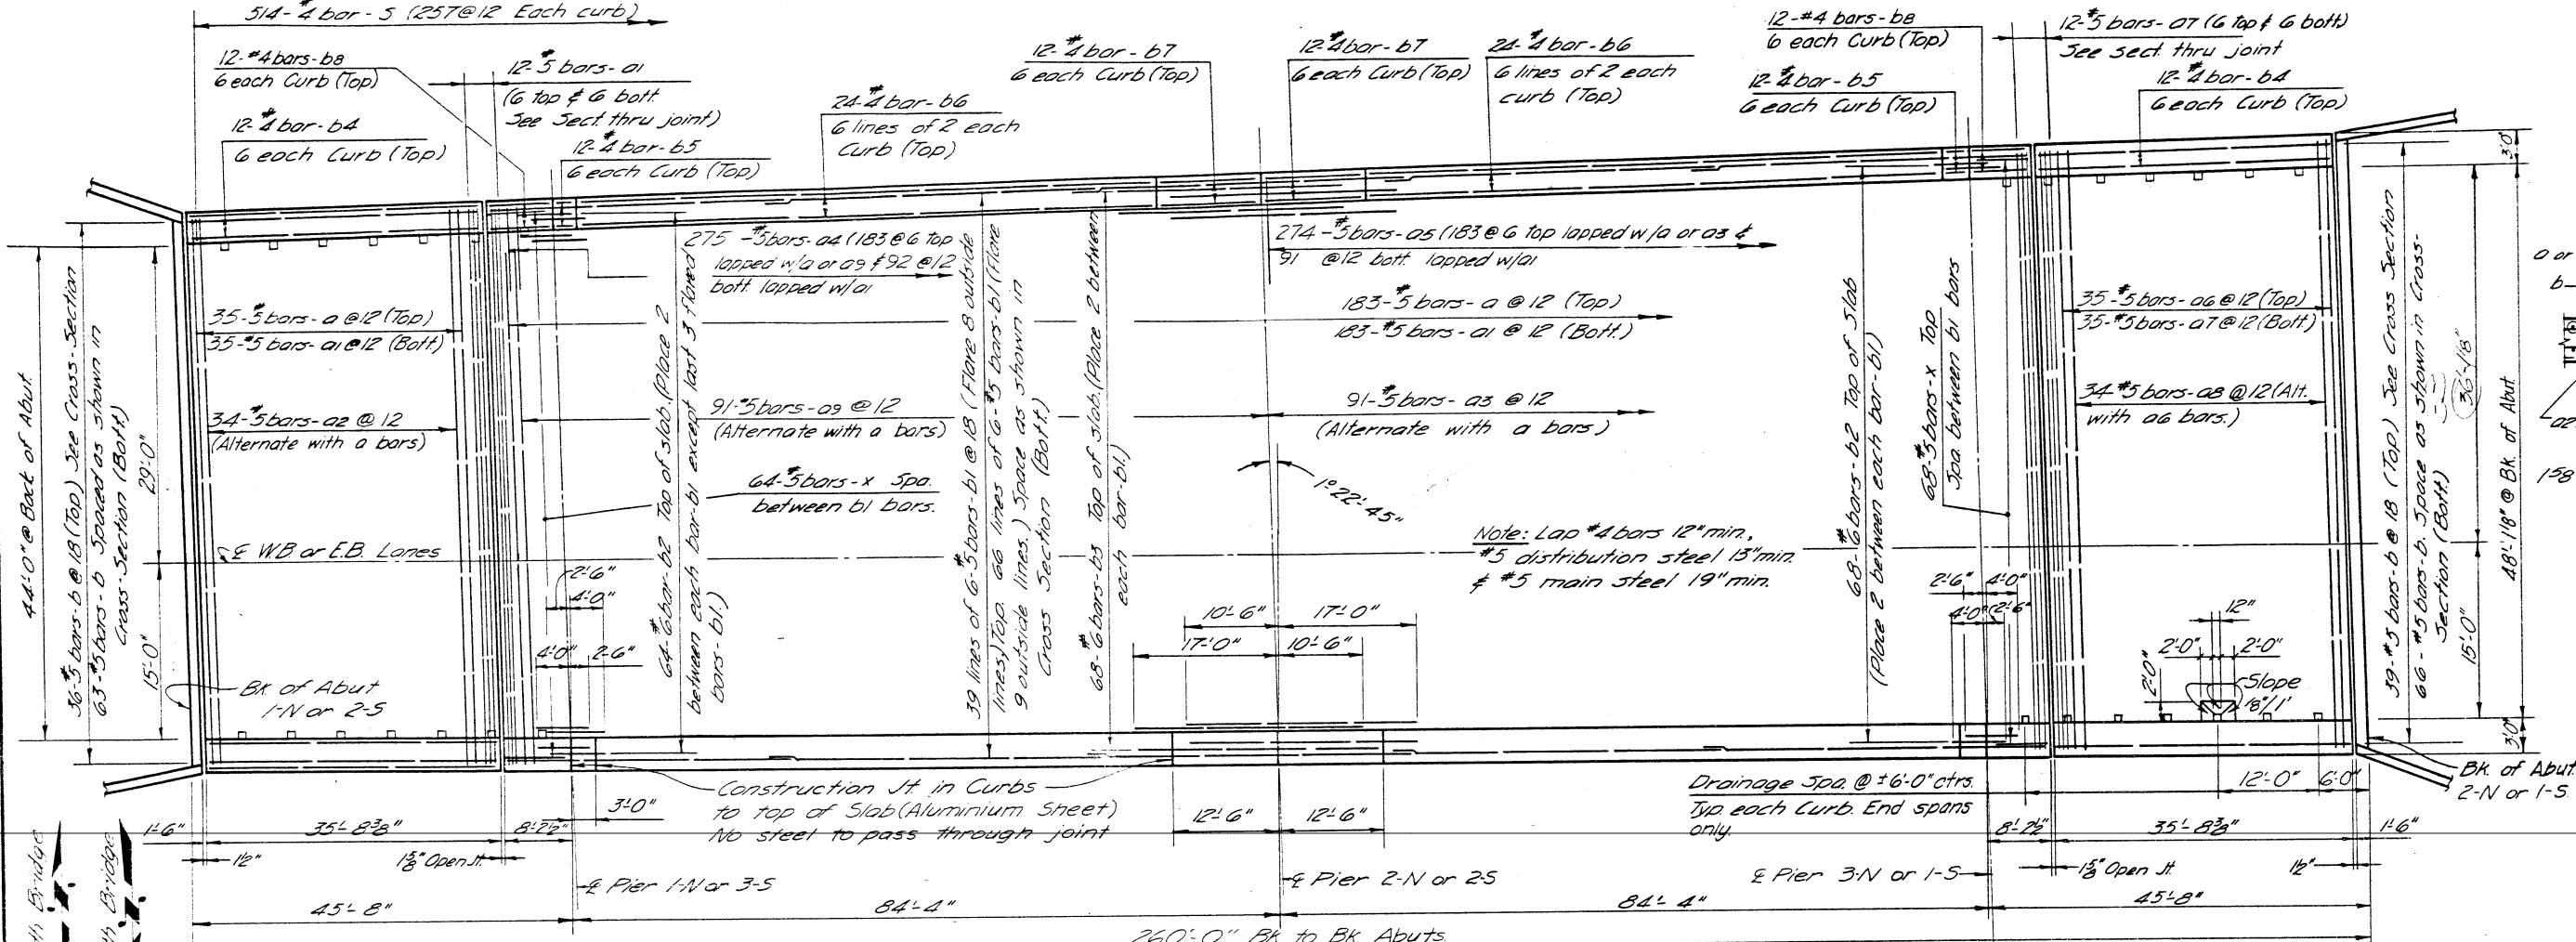 514-#4 bar-s (257@12 Each curb)
12-#4 bars-b8
6 each Curb (Top)
12-#4 bar-b4
6 each Curb (Top)
12-#5 bars-a1
(6 top & 6 bott.
See Sect. thru joint)
12-#4 bar-b5
6 each Curb (Top)
24-#4 bar-b6
6 lines of 2 each
Curb (Top)
12-#4 bar-b7
6 each Curb (Top)
12-#4 bar-b7
6 each Curb (Top)
24-#4 bar-b6
6 lines of 2 each
curb (Top)
12-#4 bars-b8
6 each Curb (Top)
12-#4 bar-b5
6 each Curb (Top)
12-#5 bars-a7 (6 top & 6 bott)
See sect. thru joint
12-#4 bar-b4
6 each Curb (Top)
44'-0" @ Back of Abut.
36-#5 bars-b @ 18 (Top) See Cross-Section
63-#5 bars-b Spaced as shown in
Cross-Section (Bott)
29'-0"
15'-0"
35-#5 bars-a @ 12 (Top)
35-#5 bars-a1 @ 12 (Bott.)
34-#5 bars-a2 @ 12
(Alternate with a bars)
℄ W.B. or E.B. Lanes
Bk of Abut
1-N or 2-S
275-#5 bars-a4 (183 @ 6 top
lapped w/a or a9 & 92 @ 12
bott. lapped w/a1
64-#6 bar-b2 Top of slab. (Place 2
between each bar-b1 except last 3 flared
bars-b1.)
91-#5 bars-a9 @ 12
(Alternate with a bars)
64-#5 bars-x Spa.
between b1 bars.
39 lines of 6-#5 bars-b1 @ 18 (Flare 8 outside
lines) Top. 66 lines of 6-#5 bars-b1 (Flare
9 outside lines.) Space as shown in
Cross Section (Bott.)
68-#6 bars-b3 Top of slab. (Place 2 between
each bar-b1.)
274-#5 bars-a5 (183 @ 6 top lapped w/a or a3 &
91 @ 12 bott. lapped w/a1
183-#5 bars-a @ 12 (Top)
183-#5 bars-a1 @ 12 (Bott.)
91-#5 bars-a3 @ 12
(Alternate with a bars.)
1°-22'-45"
Note: Lap #4 bars 12" min.,
#5 distribution steel 13" min.
& #5 main steel 19" min.
68-#6 bars-b2 Top of Slab
(Place 2 between each bar-b1)
68-#5 bars-x Top
Spa. between b1 bars
35-#5 bars-a6 @ 12 (Top)
35-#5 bars-a7 @ 12 (Bott)
34-#5 bars-a8 @ 12 (Alt.
with a6 bars.)
39-#5 bars-b @ 18 (Top) See Cross Section
66-#5 bars-b. Space as shown in Cross-
Section (Bott.)
3'-0"
15'-0"
48'-11⅛" @ Bk. of Abut
3'-0"
a or
b
a2
2'-6"
4'-0"
4'-0"
2'-6"
10'-6"
17'-0"
17'-0"
10'-6"
2'-6"
4'-0"
4'-0"
2'-6"
12"
2'-0"
2'-0"
2'-0"
Slope
⅛"/1'
12'-0"
6'-0"
Bk. of Abut.
2-N or 1-S
Construction Jt. in Curbs
to top of Slab (Aluminium Sheet)
No steel to pass through joint
Drainage Spa. @ ±6'-0" ctrs.
Typ. each Curb. End spans
only.
1'-6"
35'-8⅜"
8'-2½"
3'-0"
12'-6"
12'-6"
8'-2½"
35'-8⅜"
1'-6"
1½"
1⅝" Open Jt.
1⅝" Open Jt.
1½"
℄ Pier 1-N or 3-S
℄ Pier 2-N or 2-S
℄ Pier 3-N or 1-S
45'-8"
84'-4"
84'-4"
45'-8"
260'-0" Bk. to Bk. Abuts.
th Bridge
th Bridge